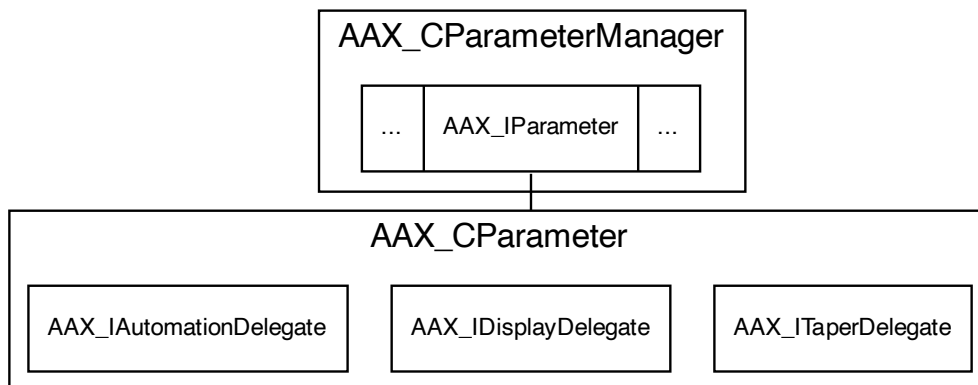 AAX_CParameterManager
... AAX_IParameter ...
AAX_CParameter
AAX_IAutomationDelegate AAX_IDisplayDelegate AAX_ITaperDelegate